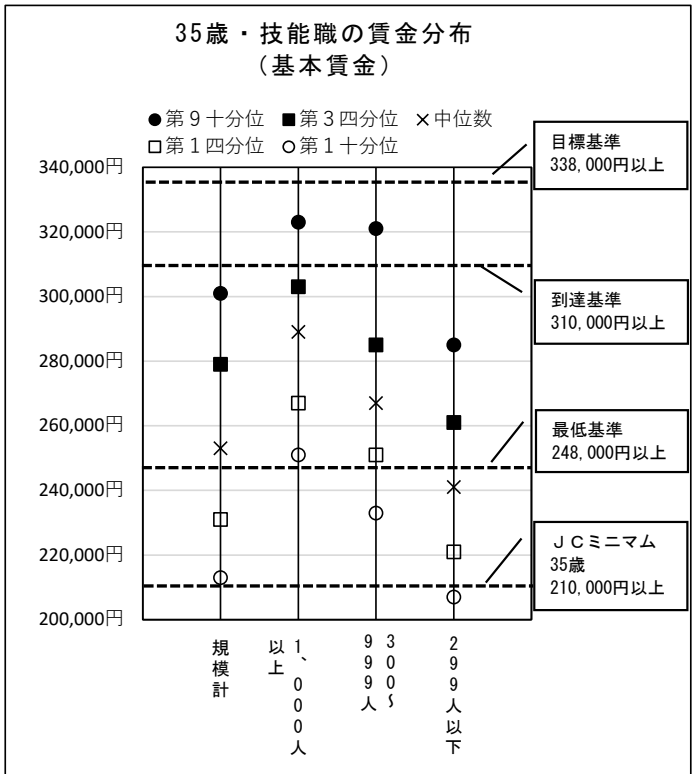 35歳・技能職の賃金分布
（基本賃金）
●第９十分位 ■第３四分位 ×中位数
□第１四分位 ○第１十分位
340,000円
320,000円
300,000円
280,000円
260,000円
240,000円
220,000円
200,000円
目標基準
338,000円以上
到達基準
310,000円以上
最低基準
248,000円以上
ＪＣミニマム
35歳
210,000円以上
規模計
1、000人
以上
300～
999人
299人以下